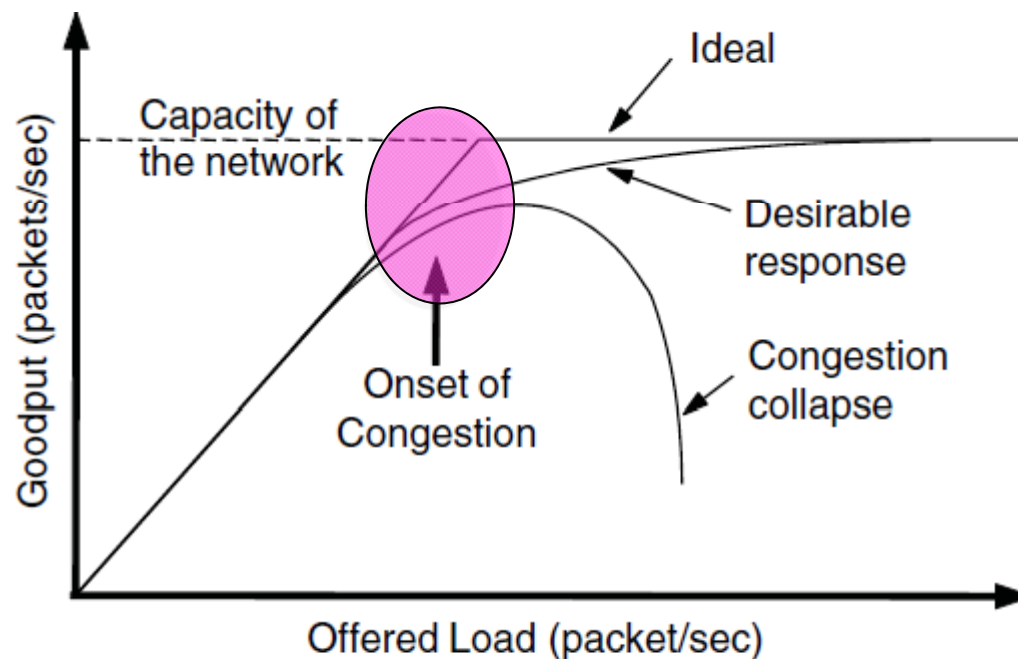 Ideal
Capacity of
the network
Desirable
response
Congestion
collapse
Onset of
Congestion
Goodput (packets/sec)
Offered Load (packet/sec)